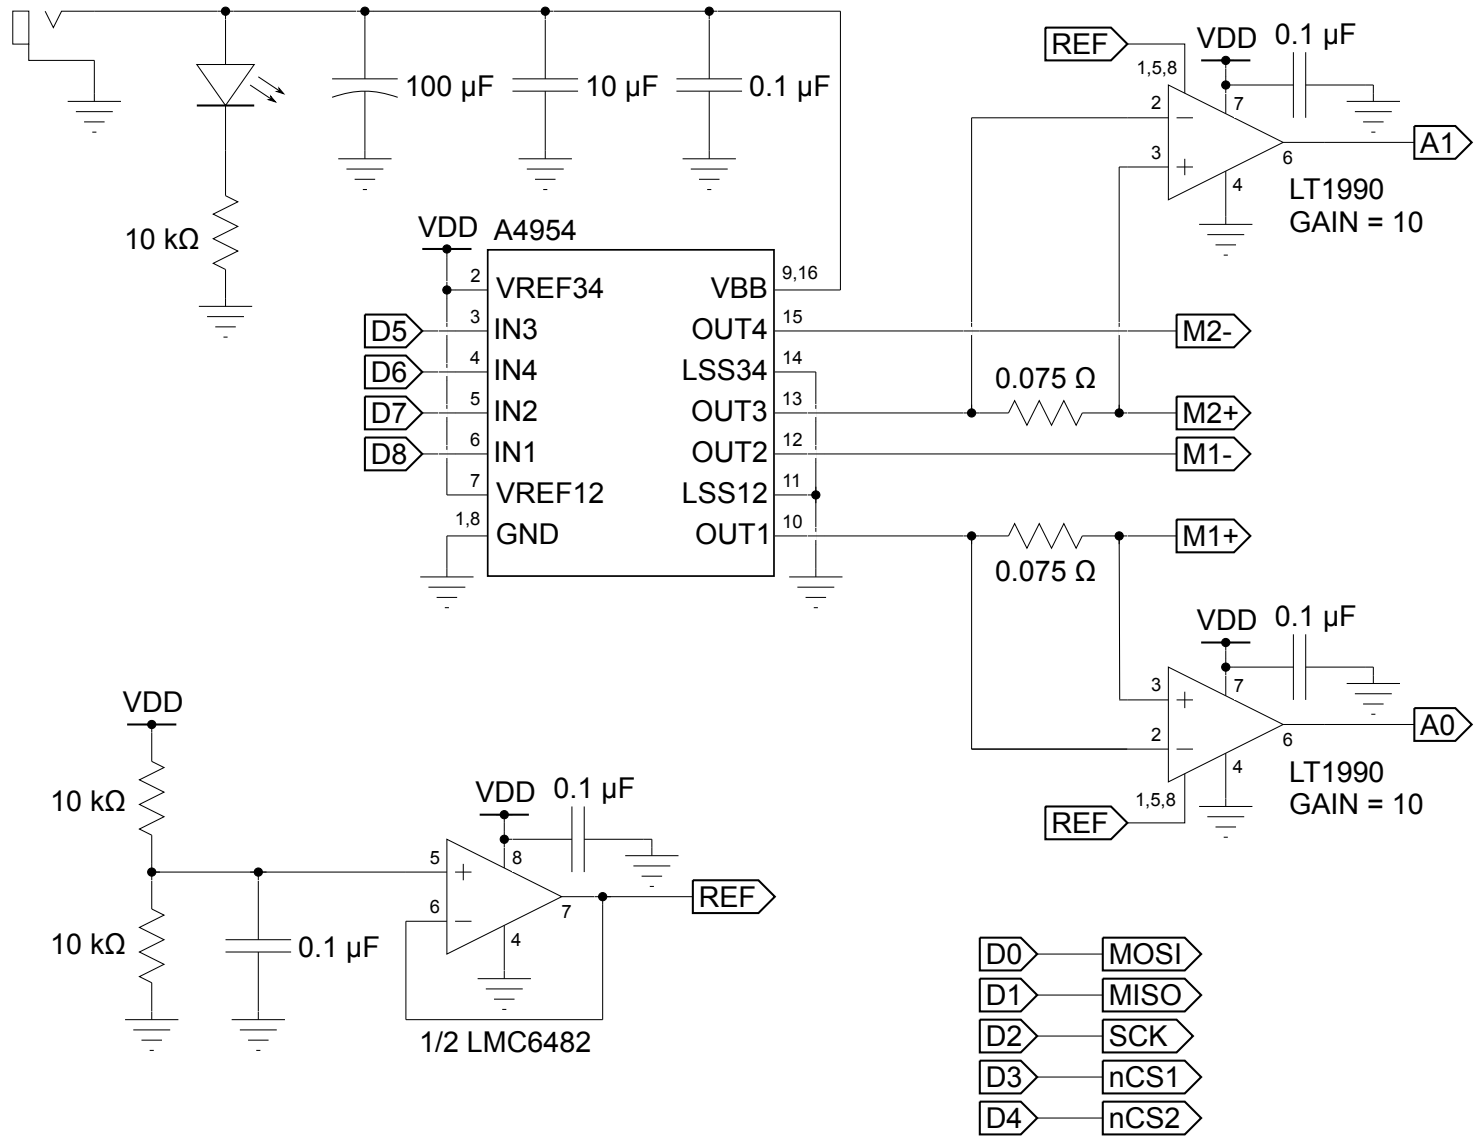 100 µF
10 µF
0.1 µF
10 kΩ
VDD
A4954
2 VREF34
3 IN3
4 IN4
5 IN2
6 IN1
7 VREF12
1,8 GND
D5
D6
D7
D8
VBB 9,16
OUT4 15
LSS34 14
OUT3 13
OUT2 12
LSS12 11
OUT1 10
0.075 Ω
0.075 Ω
M2-
M2+
M1-
M1+
REF
VDD
0.1 µF
1,5,8
2
7
3
4
6
A1
LT1990
GAIN = 10
VDD
0.1 µF
3
7
2
4
6
A0
1,5,8
REF
LT1990
GAIN = 10
VDD
10 kΩ
10 kΩ
0.1 µF
VDD
0.1 µF
5
8
6
7
4
REF
1/2 LMC6482
D0 MOSI
D1 MISO
D2 SCK
D3 nCS1
D4 nCS2